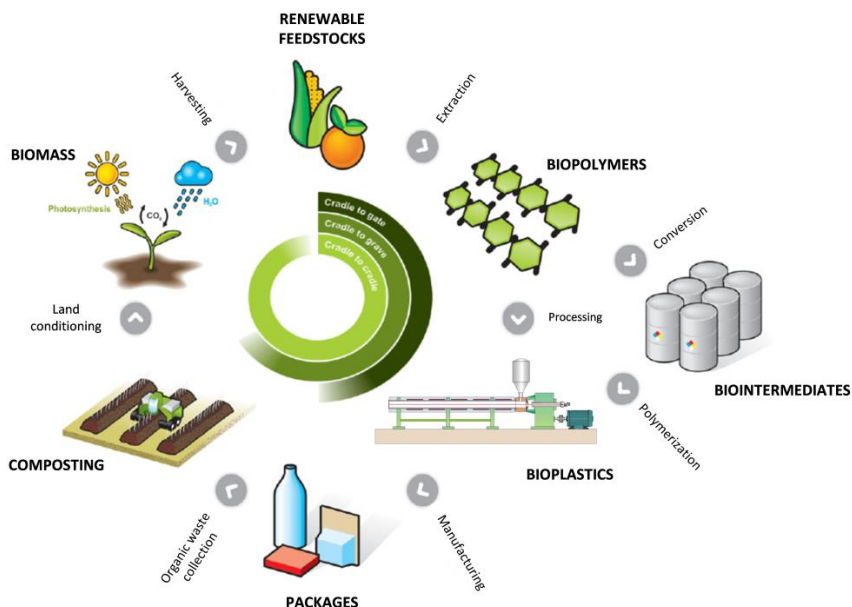 RENEWABLE
FEEDSTOCKS
Harvesting
Extraction
BIOMASS
Photosynthesis
CO₂
H₂O
BIOPOLYMERS
Cradle to gate
Cradle to grave
Cradle to cradle
Conversion
Land
conditioning
Processing
BIOINTERMEDIATES
Polymerization
COMPOSTING
BIOPLASTICS
Organic waste
collection
Manufacturing
PACKAGES